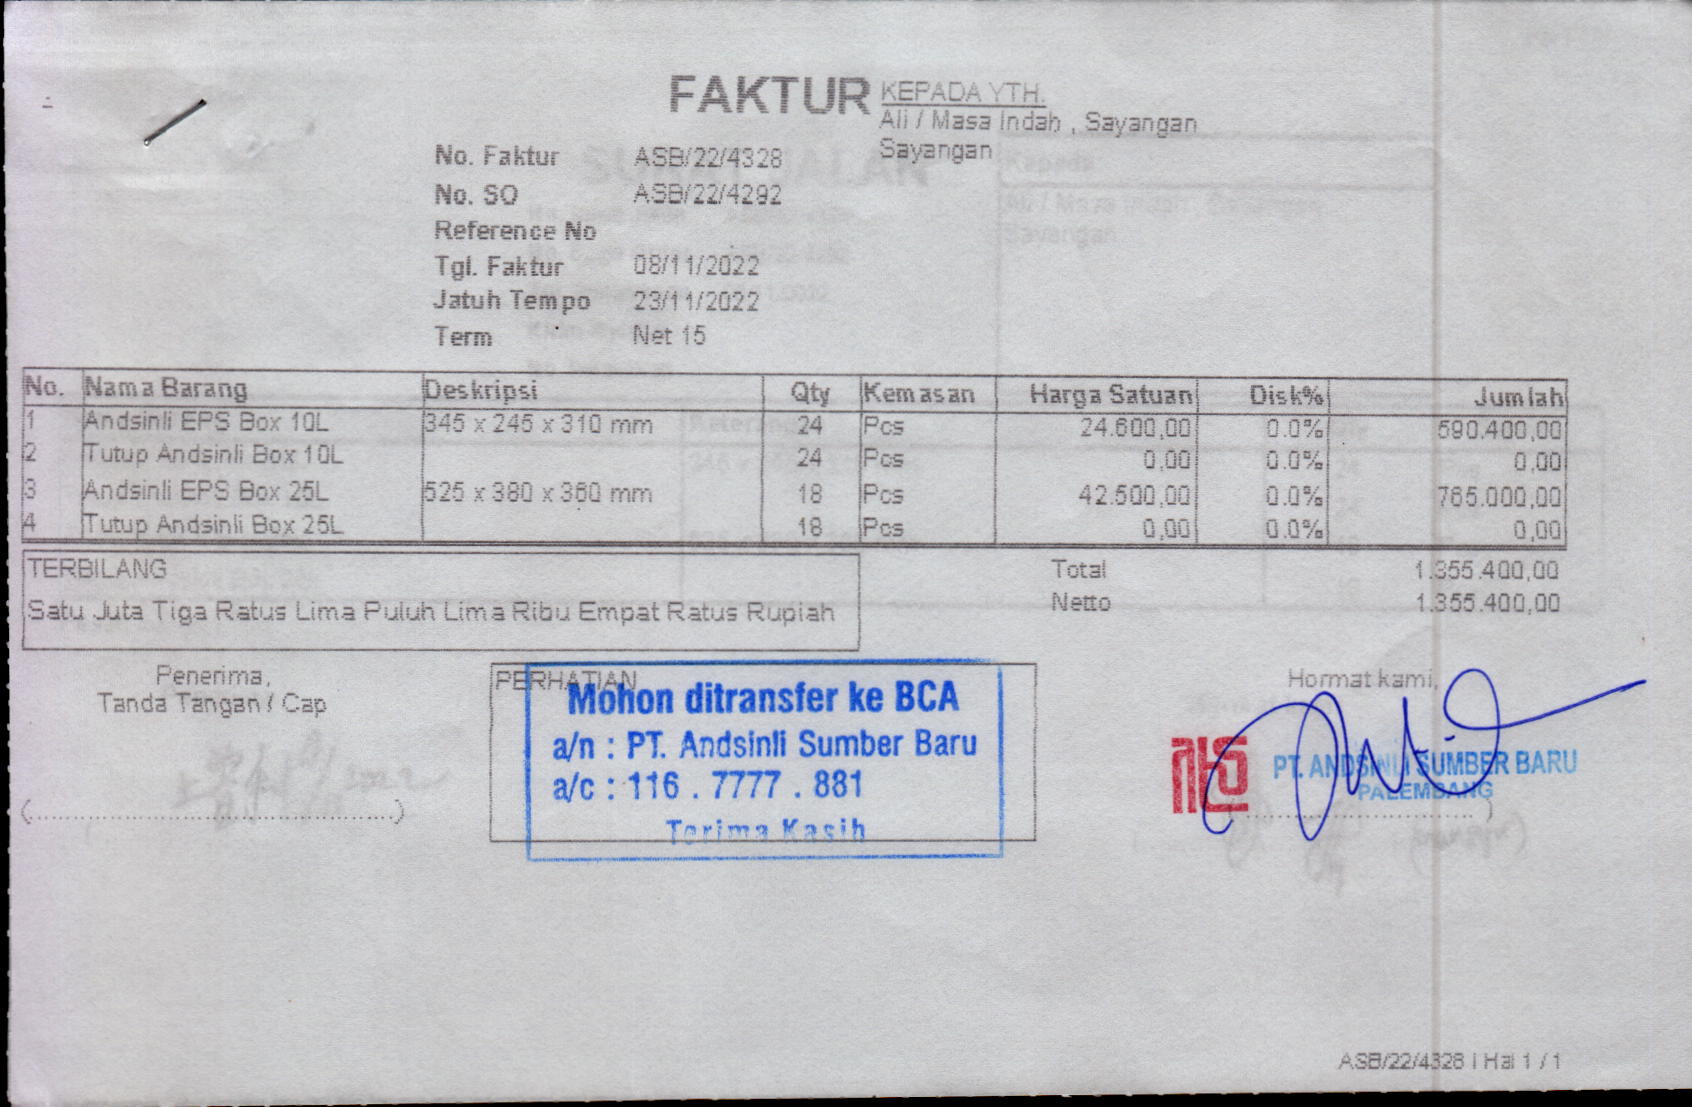 FAKTUR
KEPADA YTH.
Ali / Masa Indah , Sayangan
Sayangan
No. Faktur ASB/22/4328
No. SO ASB/22/4292
Reference No
Tgl. Faktur 08/11/2022
Jatuh Tempo 23/11/2022
Term Net 15
No. Nama Barang Deskripsi Qty Kemasan Harga Satuan Disk% Jumlah
1 Andsinli EPS Box 10L 345 x 245 x 310 mm 24 Pcs 24.600,00 0.0% 590.400,00
2 Tutup Andsinli Box 10L 24 Pcs 0,00 0.0% 0,00
3 Andsinli EPS Box 25L 525 x 380 x 360 mm 18 Pcs 42.500,00 0.0% 765.000,00
4 Tutup Andsinli Box 25L 18 Pcs 0,00 0.0% 0,00
TERBILANG
Satu Juta Tiga Ratus Lima Puluh Lima Ribu Empat Ratus Rupiah
Total 1.355.400,00
Netto 1.355.400,00
Penerima,
Tanda Tangan / Cap
PERHATIAN
Mohon ditransfer ke BCA
a/n : PT. Andsinli Sumber Baru
a/c : 116 . 7777 . 881
Terima Kasih
Hormat kami,
PT. ANDSINLI SUMBER BARU
PALEMBANG
ASB/22/4328 | Hal 1 / 1